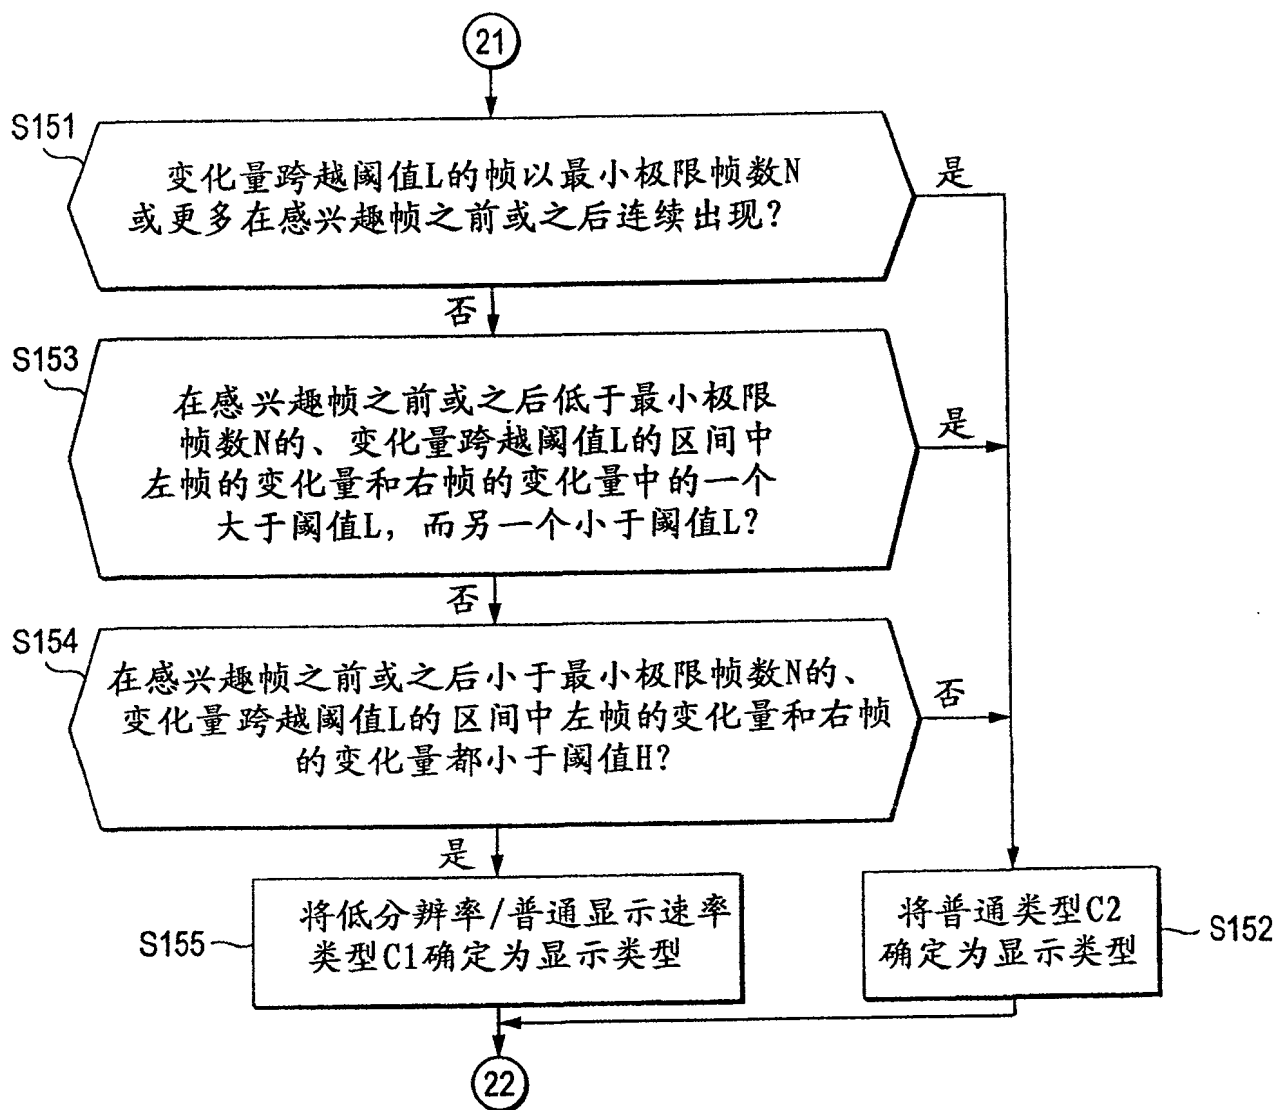 21
S151
变化量跨越阈值L的帧以最小极限帧数N
或更多在感兴趣帧之前或之后连续出现?
是
否
S153
在感兴趣帧之前或之后低于最小极限
帧数N的、变化量跨越阈值L的区间中
左帧的变化量和右帧的变化量中的一个
大于阈值L, 而另一个小于阈值L?
是
否
S154
在感兴趣帧之前或之后小于最小极限帧数N的、
变化量跨越阈值L的区间中左帧的变化量和右帧
的变化量都小于阈值H?
否
是
S155
将低分辨率/普通显示速率
类型C1确定为显示类型
将普通类型C2
确定为显示类型
S152
22